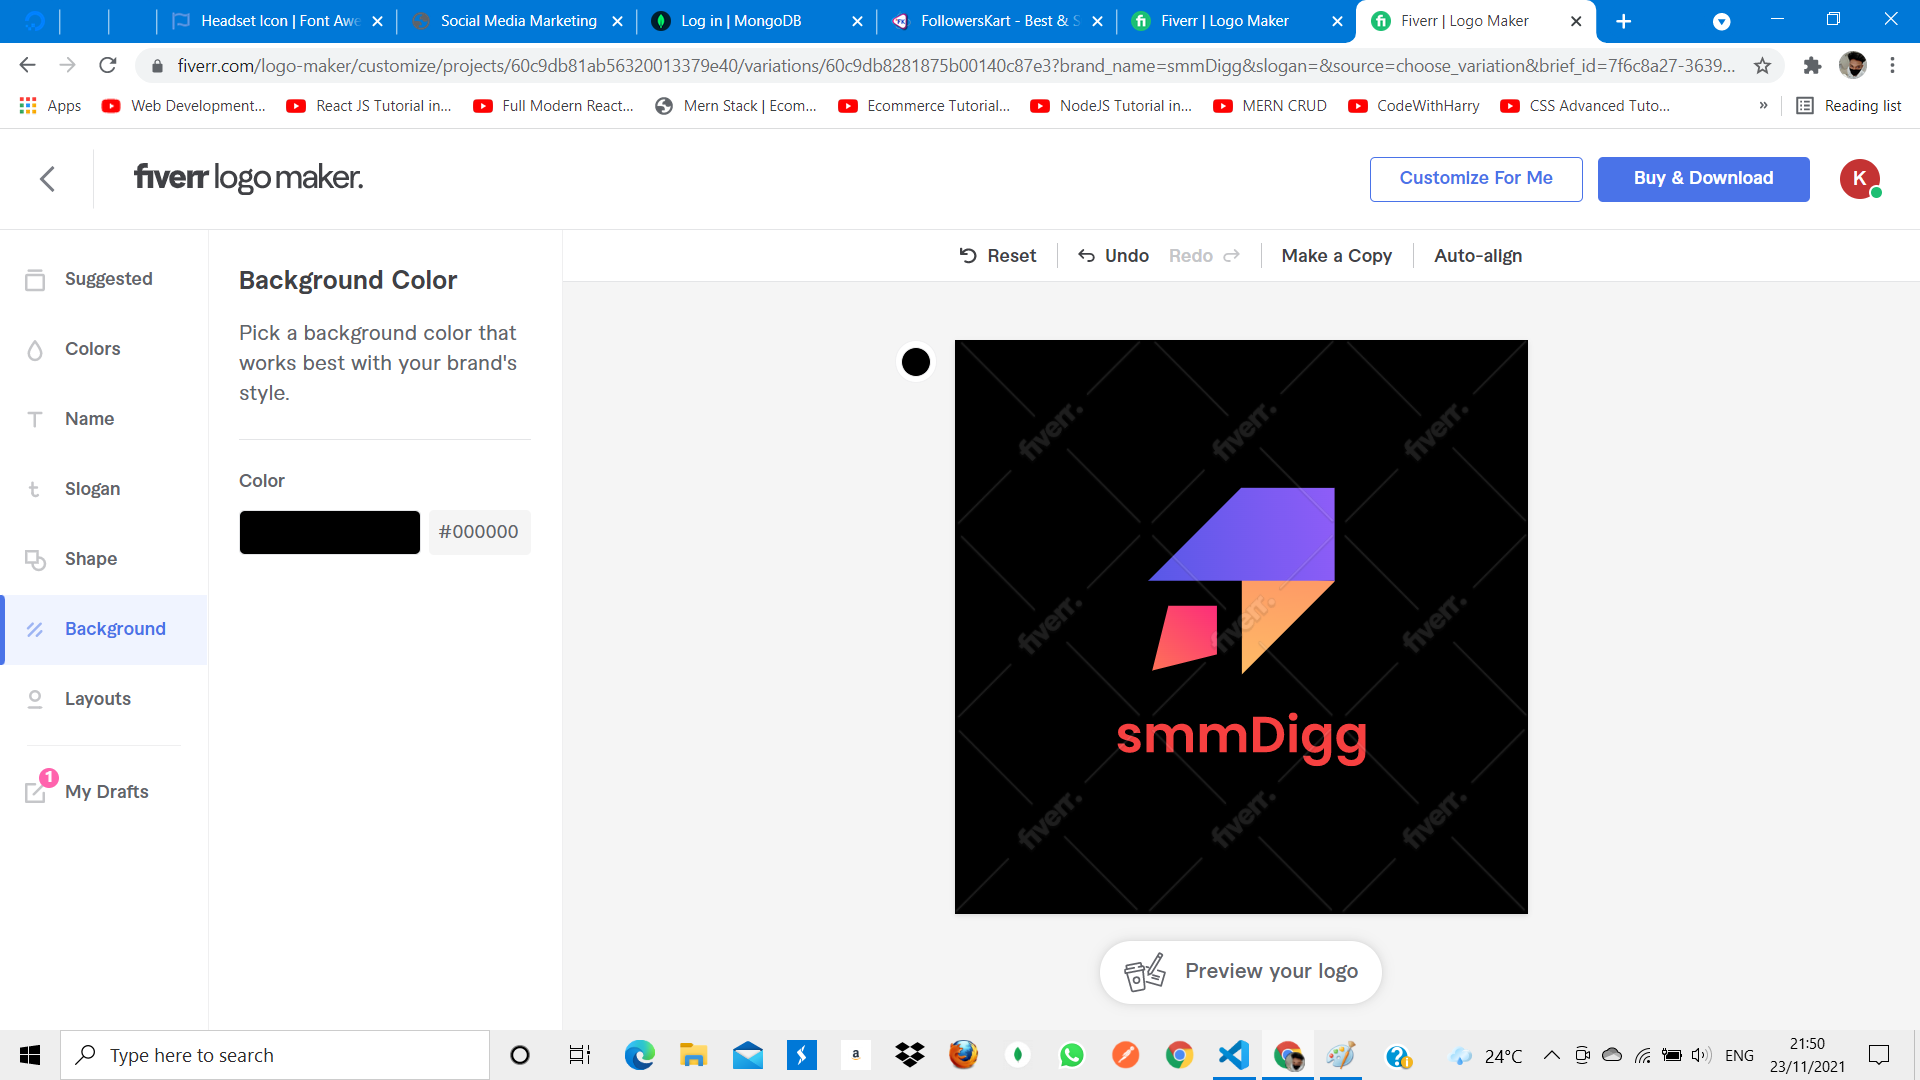 Headset Icon | Font Awe
Social Media Marketing
Log in | MongoDB
FollowersKart - Best & S
Fiverr | Logo Maker
Fiverr | Logo Maker
fiverr.com/logo-maker/customize/projects/60c9db81ab56320013379e40/variations/60c9db8281875b00140c87e3?brand_name=smmDigg&slogan=&source=choose_variation&brief_id=7f6c8a27-3639...
Apps
Web Development...
React JS Tutorial in...
Full Modern React...
Mern Stack | Ecom...
Ecommerce Tutorial...
NodeJS Tutorial in...
MERN CRUD
CodeWithHarry
CSS Advanced Tuto...
»
Reading list
fiverr logo maker.
Customize For Me
Buy & Download
K
Reset
Undo
Redo
Make a Copy
Auto-align
Suggested
Colors
Name
Slogan
Shape
Background
Layouts
1
My Drafts
Background Color
Pick a background color that
works best with your brand's
style.
Color
#000000
fiverr.
fiverr.
fiverr.
fiverr.
fiverr.
fiverr.
smmDigg
fiverr.
fiverr.
fiverr.
Preview your logo
Type here to search
24°C
ENG
21:50
23/11/2021